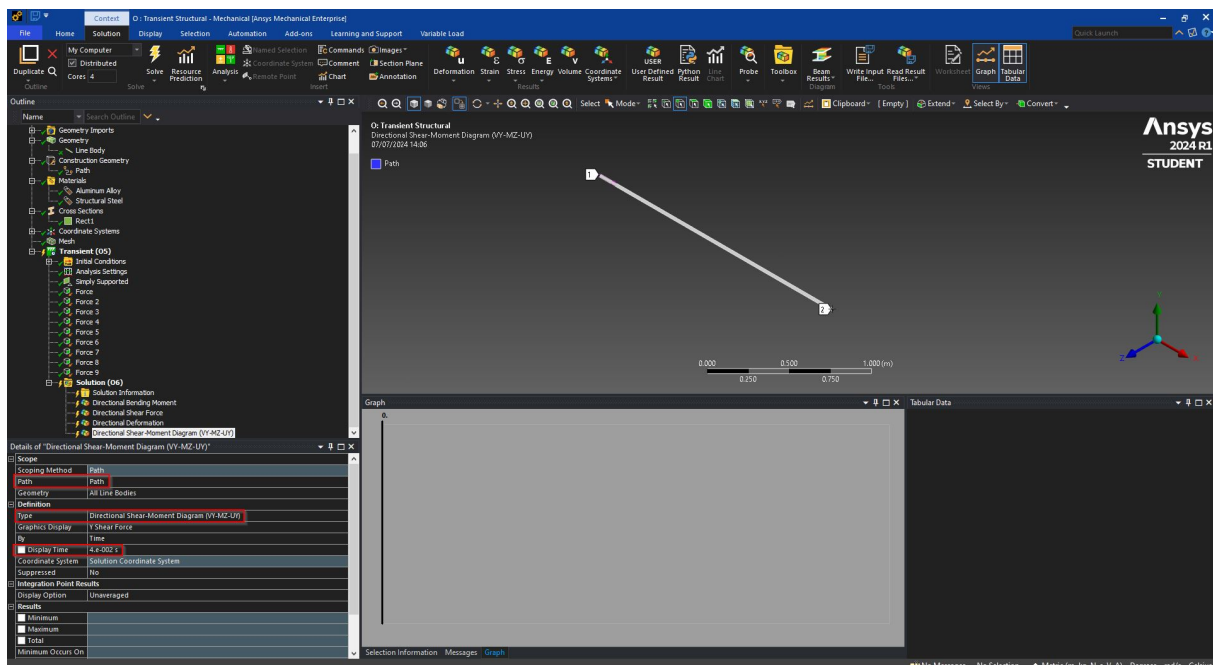 Context O : Transient Structural - Mechanical [Ansys Mechanical Enterprise]
File Home Solution Display Selection Automation Add-ons Learning and Support Variable Load Quick Launch
Duplicate Q
Outline
My Computer
Distributed
Cores 4
Solve
Resource Prediction
Solve
Analysis
Named Selection
Coordinate System
Remote Point
Commands
Comment
Chart
Images
Section Plane
Annotation
Insert
Deformation Strain Stress Energy Volume Coordinate Systems
Results
USER
User Defined Result
Python Result
Line Chart
Probe
Toolbox
Beam Results
Diagram
Write Input File...
Read Result Files...
Tools
Worksheet
Graph
Tabular Data
Views
Outline
Name Search Outline
Select Mode Clipboard [ Empty ] Extend Select By Convert
Geometry Imports
Geometry
Line Body
Construction Geometry
Path
Materials
Aluminum Alloy
Structural Steel
Cross Sections
Rect1
Coordinate Systems
Mesh
Transient (O5)
Initial Conditions
Analysis Settings
Simply Supported
Force
Force 2
Force 3
Force 4
Force 5
Force 6
Force 7
Force 8
Force 9
Solution (O6)
Solution Information
Directional Bending Moment
Directional Shear Force
Directional Deformation
Directional Shear-Moment Diagram (VY-MZ-UY)
O: Transient Structural
Directional Shear-Moment Diagram (VY-MZ-UY)
07/07/2024 14:06
Path
1
2
Ansys
2024 R1
STUDENT
Y
Z
X
0.000 0.500 1.000 (m)
0.250 0.750
Details of "Directional Shear-Moment Diagram (VY-MZ-UY)"
Scope
Scoping Method Path
Path Path
Geometry All Line Bodies
Definition
Type Directional Shear-Moment Diagram (VY-MZ-UY)
Graphics Display Y Shear Force
By Time
Display Time 4.e-002 s
Coordinate System Solution Coordinate System
Suppressed No
Integration Point Results
Display Option Unaveraged
Results
Minimum
Maximum
Total
Minimum Occurs On
Graph
0.
Tabular Data
Selection Information Messages Graph